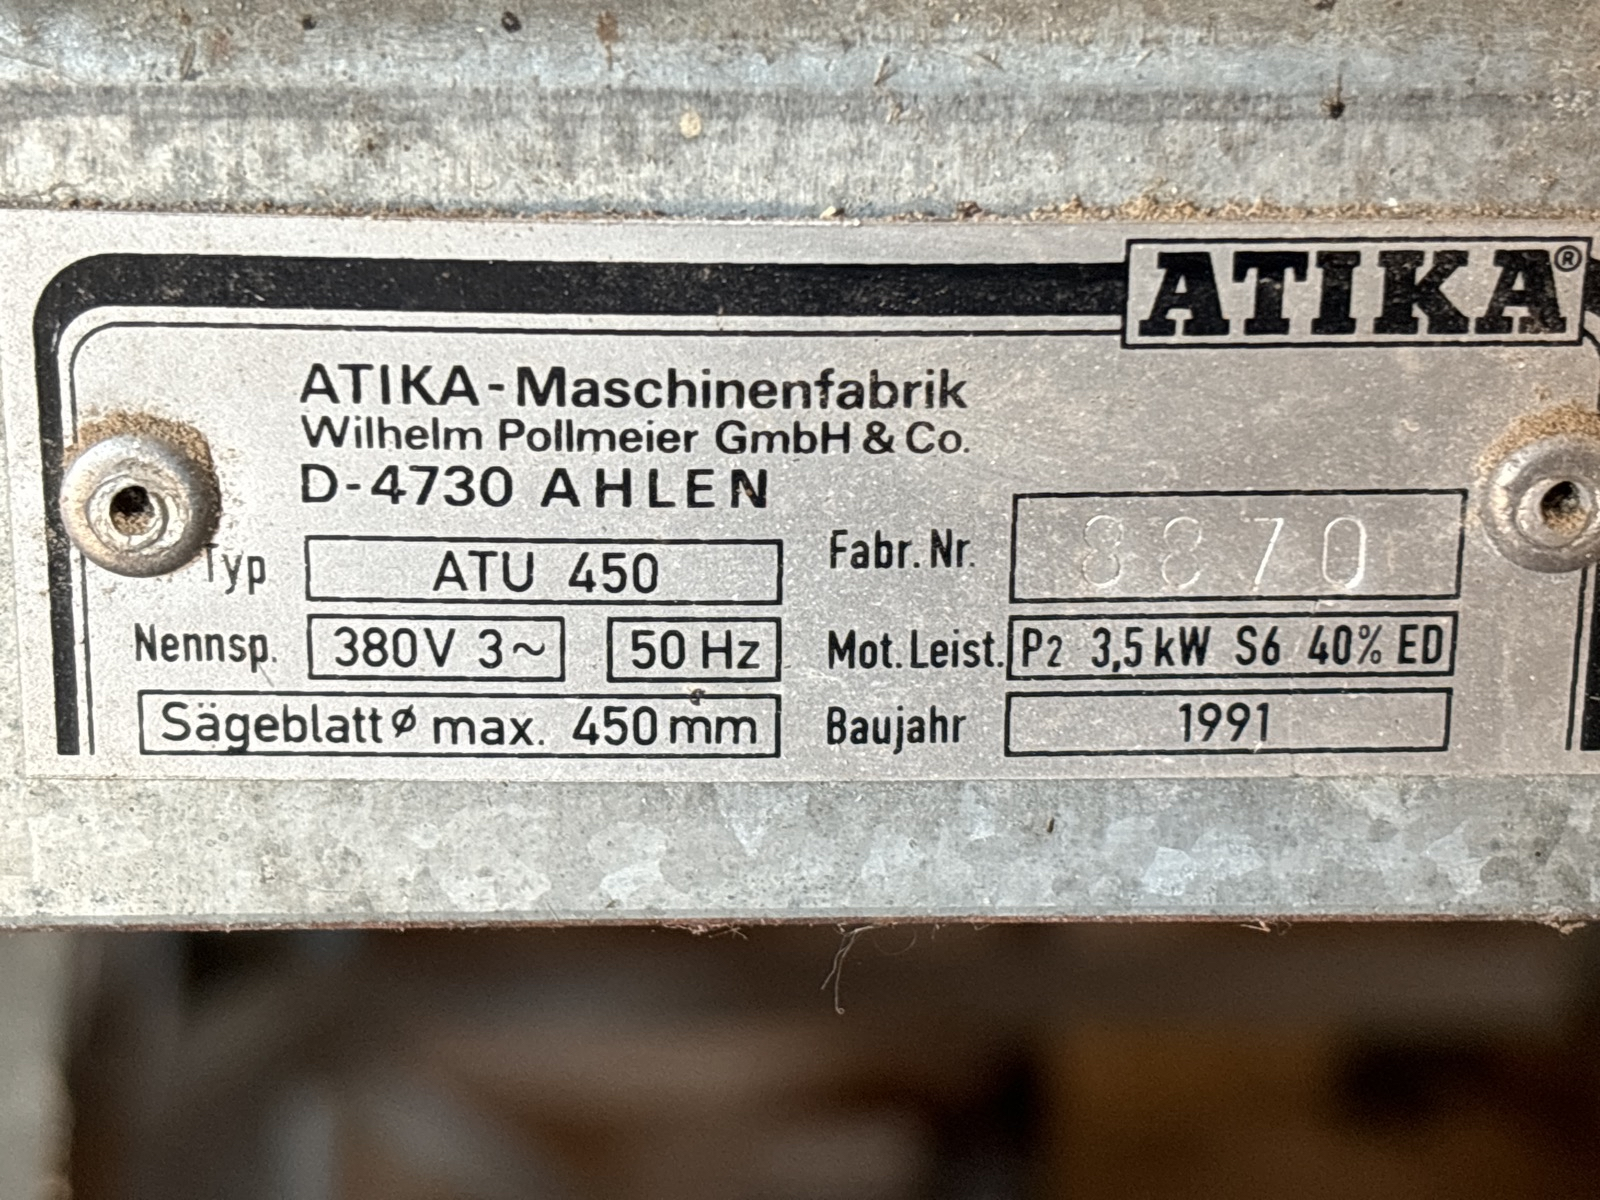 ATIKA®
ATIKA-Maschinenfabrik
Wilhelm Pollmeier GmbH & Co.
D-4730 AHLEN
Typ ATU 450
Fabr. Nr.
Nennsp. 380V 3~ 50 Hz
Mot. Leist. P2 3,5 kW S6 40% ED
Sägeblatt ø max. 450 mm
Baujahr 1991